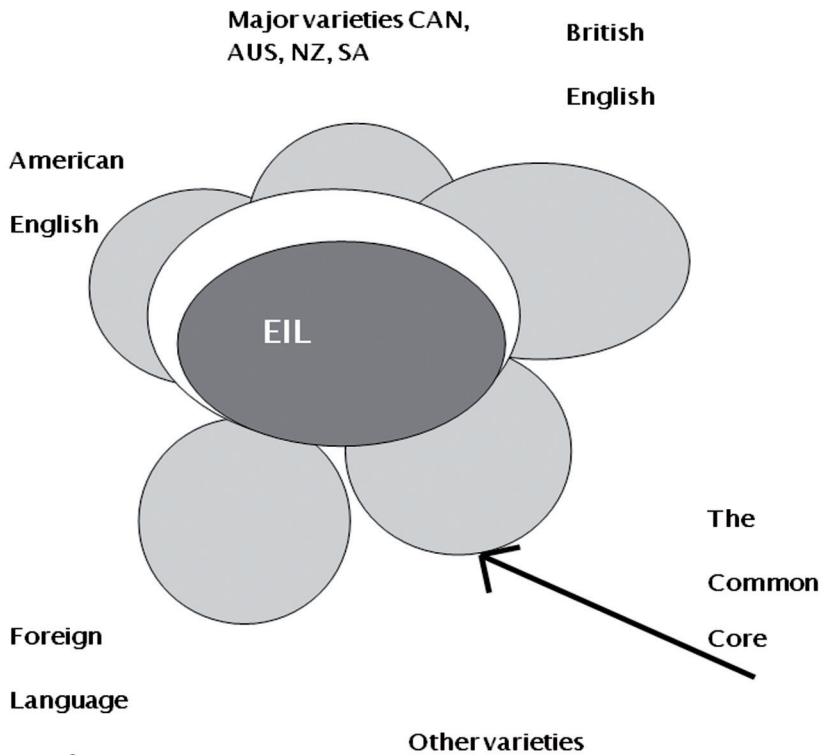 Major varieties CAN,
AUS, NZ, SA
British
English
American
English
EIL
The
Common
Core
Foreign
Language
Other varieties